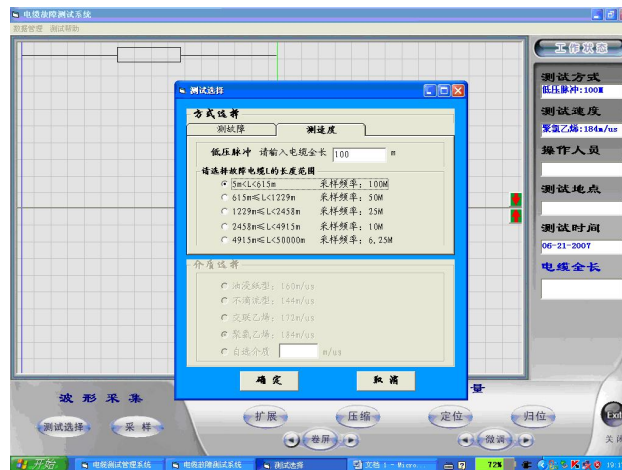 电缆故障测试系统
数据管理 测试帮助
工作状态
测试方式
低压脉冲:100M
测试速度
聚氯乙烯:184m/us
操作人员
测试地点
测试时间
06-21-2007
电缆全长
测试选择
方式选择
测故障 测速度
低压脉冲 请输入电缆全长 100 m
请选择故障电缆L的长度范围
5m<L<615m 采样频率: 100M
615m≤L<1229m 采样频率: 50M
1229m≤L<2458m 采样频率: 25M
2458m≤L<4915m 采样频率: 10M
4915m≤L<50000m 采样频率: 6.25M
介质选择
油浸纸型: 160m/us
不滴流型: 144m/us
交联乙烯: 172m/us
聚氯乙烯: 184m/us
自选介质 m/us
确定 取消
波形采集
量
测试选择 采样
扩展 压缩 定位 归位
卷屏 微调
Exit
开始 电缆测试管理系统 电缆故障测试系统 测试选择 文档 1 - Micro... 72%